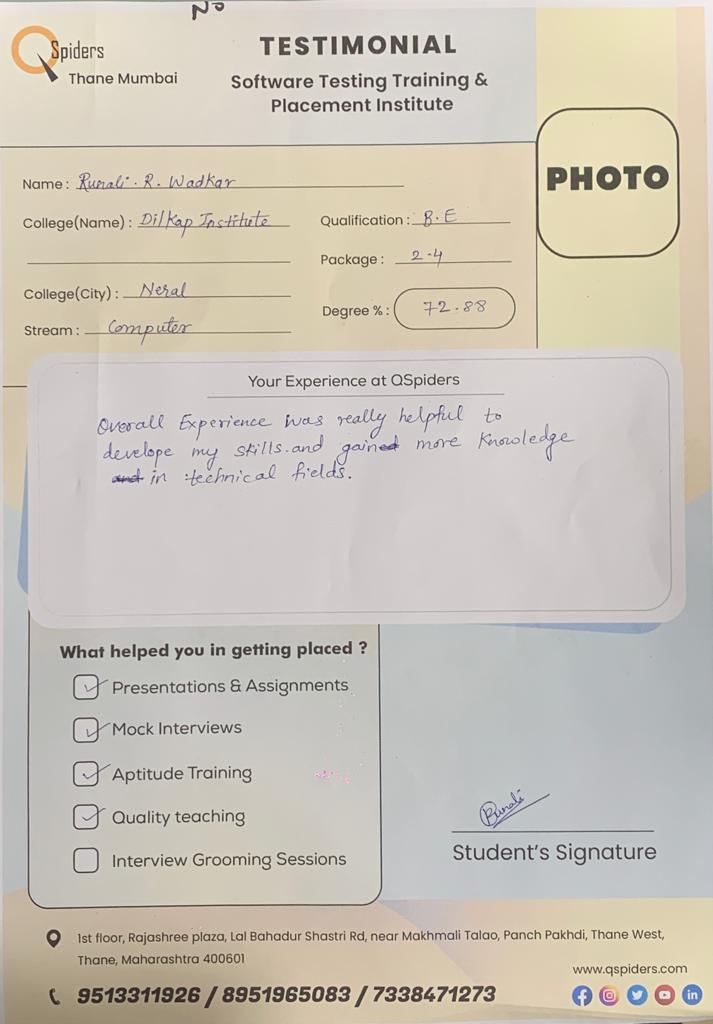 No
QSpiders
Thane Mumbai
TESTIMONIAL
Software Testing Training &
Placement Institute
PHOTO
Name : Runali . R. Wadkar
College(Name) : Dilkap Institute
Qualification : B.E
Package : 2-4
College(City) : Neral
Degree % : 72.88
Stream : Computer
Your Experience at QSpiders
Overall Experience was really helpful to
develope my skills. and gained more knowledge
and in technical fields.
What helped you in getting placed ?
Presentations & Assignments
Mock Interviews
Aptitude Training
Quality teaching
Interview Grooming Sessions
Runali
Student's Signature
1st floor, Rajashree plaza, Lal Bahadur Shastri Rd, near Makhmali Talao, Panch Pakhdi, Thane West,
Thane, Maharashtra 400601
www.qspiders.com
9513311926 / 8951965083 / 7338471273